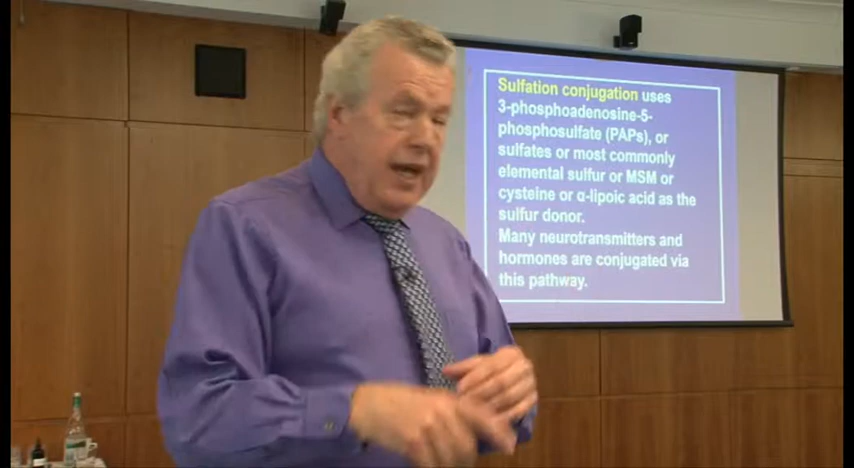 Sulfation conjugation uses
3-phosphoadenosine-5-
phosphosulfate (PAPs), or
sulfates or most commonly
elemental sulfur or MSM or
cysteine or α-lipoic acid as the
sulfur donor.
Many neurotransmitters and
hormones are conjugated via
this pathway.